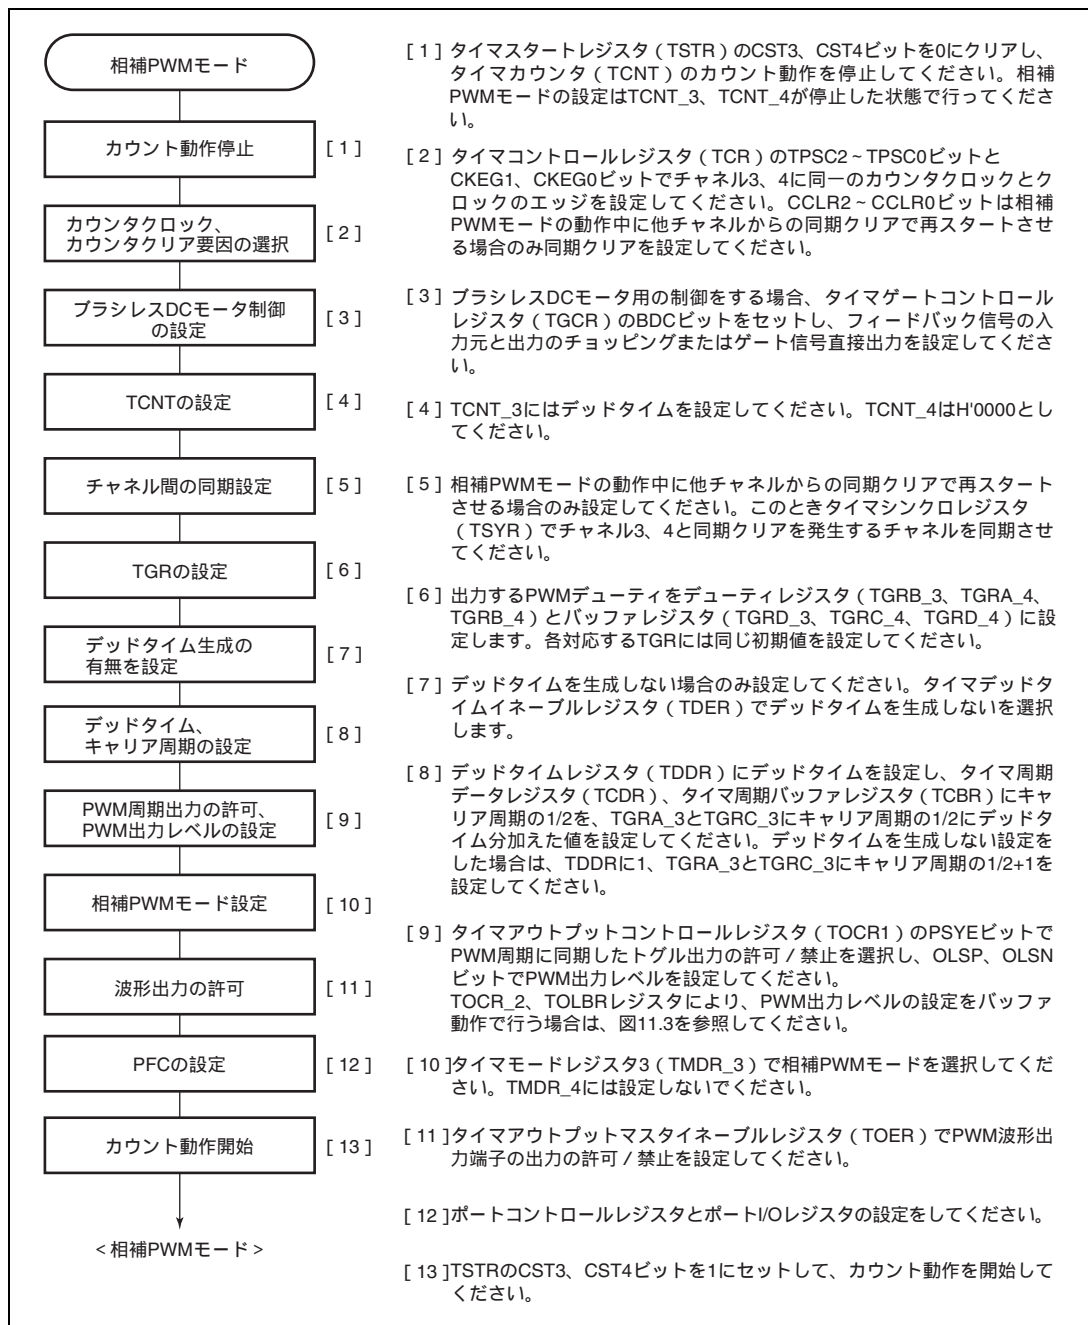 相補PWMモード
カウント動作停止
[ 1 ]
カウンタクロック、
カウンタクリア要因の選択
[ 2 ]
ブラシレスDCモータ制御
の設定
[ 3 ]
TCNTの設定
[ 4 ]
チャネル間の同期設定
[ 5 ]
TGRの設定
[ 6 ]
デッドタイム生成の
有無を設定
[ 7 ]
デッドタイム、
キャリア周期の設定
[ 8 ]
PWM周期出力の許可、
PWM出力レベルの設定
[ 9 ]
相補PWMモード設定
[ 10 ]
波形出力の許可
[ 11 ]
PFCの設定
[ 12 ]
カウント動作開始
[ 13 ]
<相補PWMモード>
[ 1 ] タイマスタートレジスタ(TSTR)のCST3、CST4ビットを0にクリアし、
タイマカウンタ(TCNT)のカウント動作を停止してください。相補
PWMモードの設定はTCNT_3、TCNT_4が停止した状態で行ってくださ
い。
[ 2 ] タイマコントロールレジスタ(TCR)のTPSC2~TPSC0ビットと
CKEG1、CKEG0ビットでチャネル3、4に同一のカウンタクロックとク
ロックのエッジを設定してください。CCLR2~CCLR0ビットは相補
PWMモードの動作中に他チャネルからの同期クリアで再スタートさせ
る場合のみ同期クリアを設定してください。
[ 3 ] ブラシレスDCモータ用の制御をする場合、タイマゲートコントロール
レジスタ(TGCR)のBDCビットをセットし、フィードバック信号の入
力元と出力のチョッピングまたはゲート信号直接出力を設定してくださ
い。
[ 4 ] TCNT_3にはデッドタイムを設定してください。TCNT_4はH'0000とし
てください。
[ 5 ] 相補PWMモードの動作中に他チャネルからの同期クリアで再スタート
させる場合のみ設定してください。このときタイマシンクロレジスタ
(TSYR)でチャネル3、4と同期クリアを発生するチャネルを同期させ
てください。
[ 6 ] 出力するPWMデューティをデューティレジスタ(TGRB_3、TGRA_4、
TGRB_4)とバッファレジスタ(TGRD_3、TGRC_4、TGRD_4)に設
定します。各対応するTGRには同じ初期値を設定してください。
[ 7 ] デッドタイムを生成しない場合のみ設定してください。タイマデッドタ
イムイネーブルレジスタ(TDER)でデッドタイムを生成しないを選択
します。
[ 8 ] デッドタイムレジスタ(TDDR)にデッドタイムを設定し、タイマ周期
データレジスタ(TCDR)、タイマ周期バッファレジスタ(TCBR)にキャ
リア周期の1/2を、TGRA_3とTGRC_3にキャリア周期の1/2にデッドタ
イム分加えた値を設定してください。デッドタイムを生成しない設定を
した場合は、TDDRに1、TGRA_3とTGRC_3にキャリア周期の1/2+1を
設定してください。
[ 9 ] タイマアウトプットコントロールレジスタ(TOCR1)のPSYEビットで
PWM周期に同期したトグル出力の許可/禁止を選択し、OLSP、OLSN
ビットでPWM出力レベルを設定してください。
TOCR_2、TOLBRレジスタにより、PWM出力レベルの設定をバッファ
動作で行う場合は、図11.3を参照してください。
[ 10 ]タイマモードレジスタ3(TMDR_3)で相補PWMモードを選択してくだ
さい。TMDR_4には設定しないでください。
[ 11 ]タイマアウトプットマスタイネーブルレジスタ(TOER)でPWM波形出
力端子の出力の許可/禁止を設定してください。
[ 12 ]ポートコントロールレジスタとポートI/Oレジスタの設定をしてください。
[ 13 ]TSTRのCST3、CST4ビットを1にセットして、カウント動作を開始して
ください。